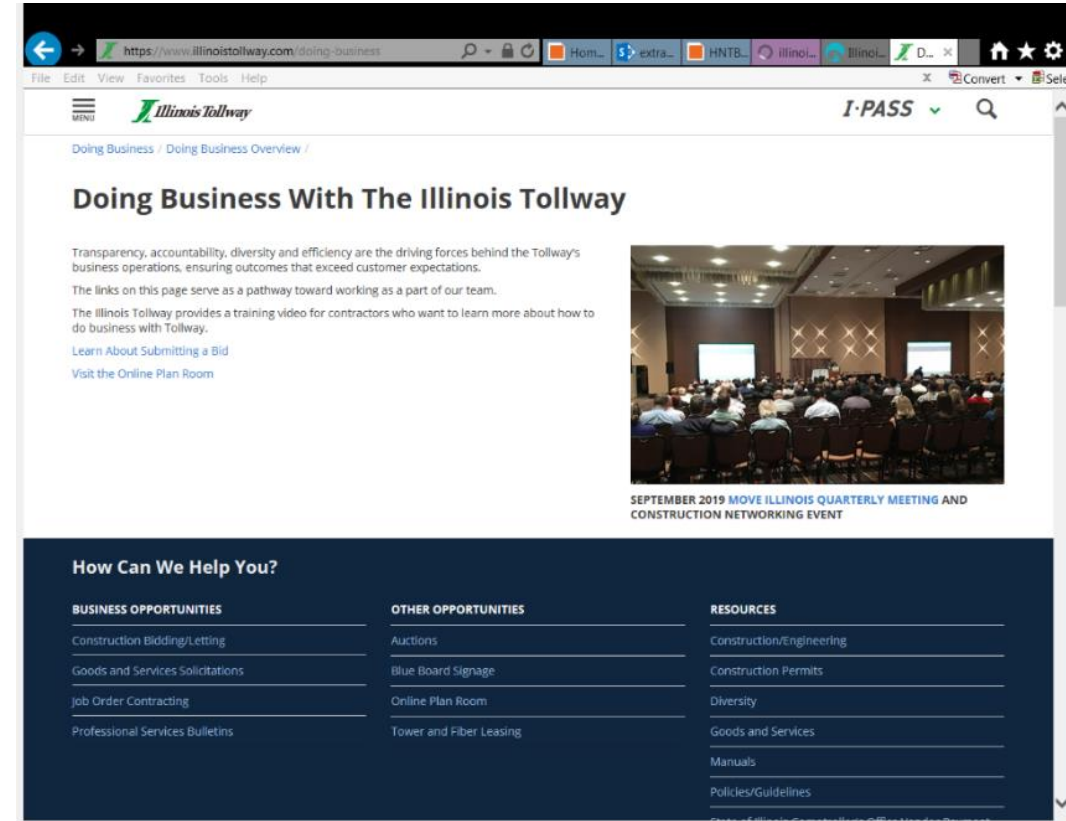 https://www.illinoistollway.com/doing-business
Hom...
extra...
HNTB...
illinoi...
Illinoi...
D...
File Edit View Favorites Tools Help
x Convert Sele
MENU
Illinois Tollway
I-PASS
Doing Business / Doing Business Overview /
Doing Business With The Illinois Tollway
Transparency, accountability, diversity and efficiency are the driving forces behind the Tollway's
business operations, ensuring outcomes that exceed customer expectations.
The links on this page serve as a pathway toward working as a part of our team.
The Illinois Tollway provides a training video for contractors who want to learn more about how to
do business with Tollway.
Learn About Submitting a Bid
Visit the Online Plan Room
SEPTEMBER 2019 MOVE ILLINOIS QUARTERLY MEETING AND
CONSTRUCTION NETWORKING EVENT
How Can We Help You?
BUSINESS OPPORTUNITIES
Construction Bidding/Letting
Goods and Services Solicitations
Job Order Contracting
Professional Services Bulletins
OTHER OPPORTUNITIES
Auctions
Blue Board Signage
Online Plan Room
Tower and Fiber Leasing
RESOURCES
Construction/Engineering
Construction Permits
Diversity
Goods and Services
Manuals
Policies/Guidelines
State of Illinois Comptroller's Office Vendor Payment